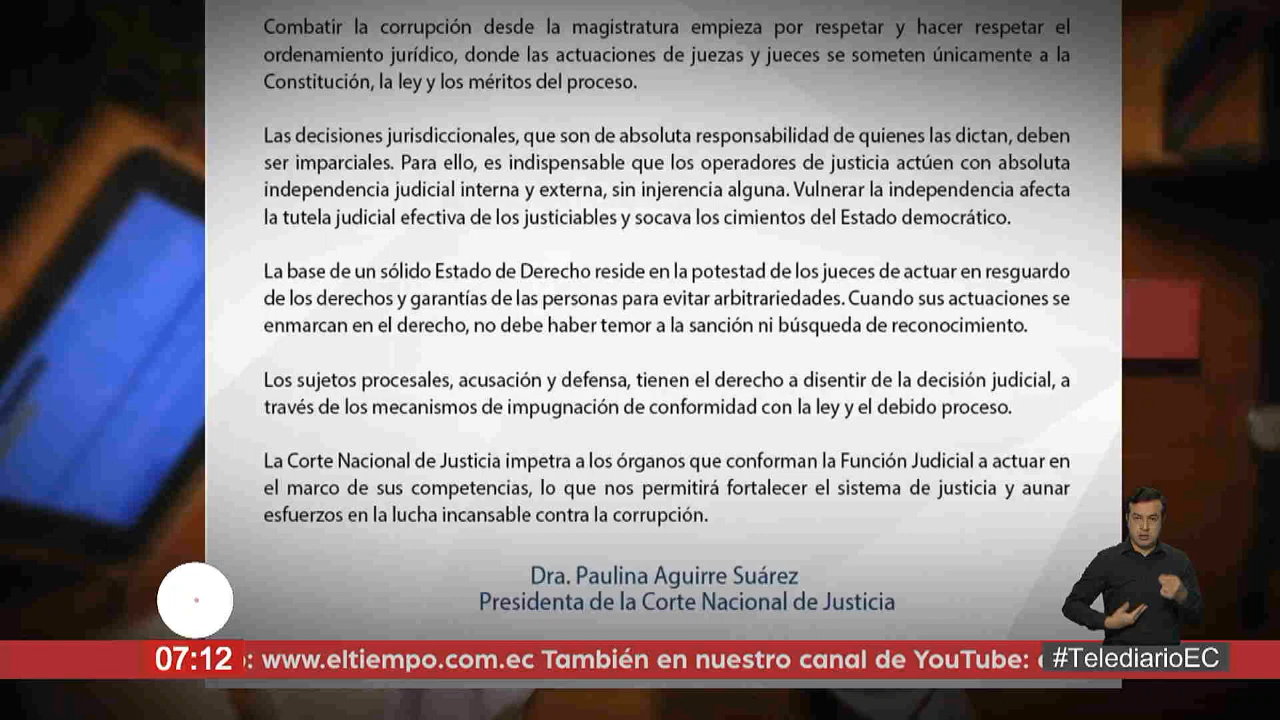 Combatir la corrupción desde la magistratura empieza por respetar y hacer respetar el
ordenamiento jurídico, donde las actuaciones de juezas y jueces se someten únicamente a la
Constitución, la ley y los méritos del proceso.
Las decisiones jurisdiccionales, que son de absoluta responsabilidad de quienes las dictan, deben
ser imparciales. Para ello, es indispensable que los operadores de justicia actúen con absoluta
independencia judicial interna y externa, sin injerencia alguna. Vulnerar la independencia afecta
la tutela judicial efectiva de los justiciables y socava los cimientos del Estado democrático.
La base de un sólido Estado de Derecho reside en la potestad de los jueces de actuar en resguardo
de los derechos y garantías de las personas para evitar arbitrariedades. Cuando sus actuaciones se
enmarcan en el derecho, no debe haber temor a la sanción ni búsqueda de reconocimiento.
Los sujetos procesales, acusación y defensa, tienen el derecho a disentir de la decisión judicial, a
través de los mecanismos de impugnación de conformidad con la ley y el debido proceso.
La Corte Nacional de Justicia impetra a los órganos que conforman la Función Judicial a actuar en
el marco de sus competencias, lo que nos permitirá fortalecer el sistema de justicia y aunar
esfuerzos en la lucha incansable contra la corrupción.
Dra. Paulina Aguirre Suárez
Presidenta de la Corte Nacional de Justicia
07:12 : www.eltiempo.com.ec También en nuestro canal de YouTube: #TelediarioEC